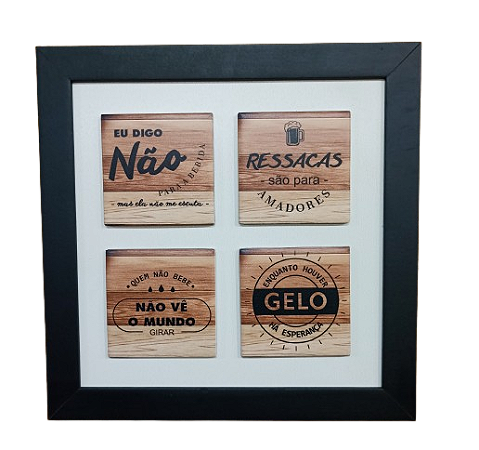 EU DIGO
Não
PARA A BEBIDA
- mas ela não me escuta -
RESSACAS
- são para -
AMADORES
• QUEM NÃO BEBE •
NÃO VÊ
O MUNDO
GIRAR
ENQUANTO HOUVER
GELO
NA ESPERANÇA